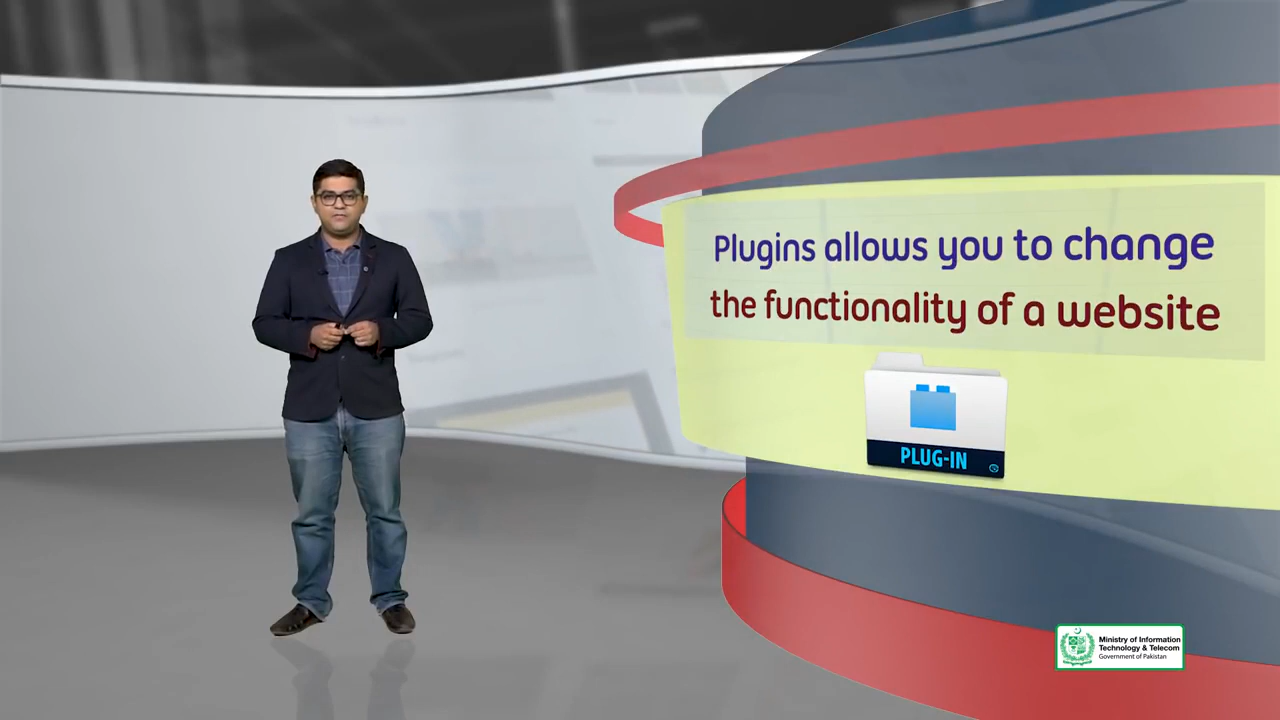 Plugins allows you to change
the functionality of a website
PLUG-IN
Ministry of Information
Technology & Telecom
Government of Pakistan